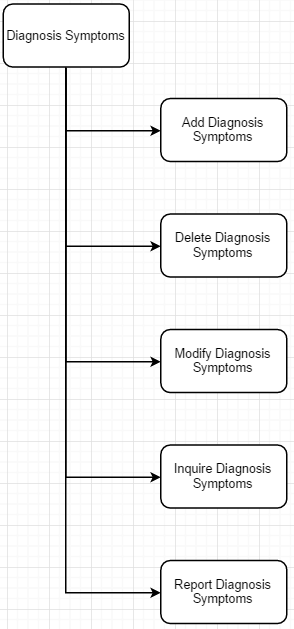 Diagnosis Symptoms
Add Diagnosis
Symptoms
Delete Diagnosis
Symptoms
Modify Diagnosis
Symptoms
Inquire Diagnosis
Symptoms
Report Diagnosis
Symptoms